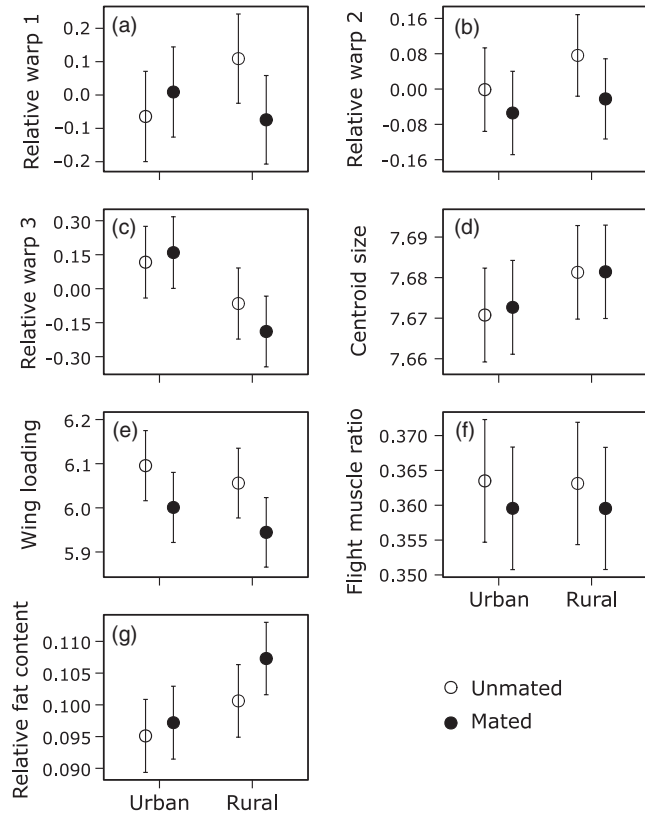 (a)
Relative warp 1
0.2
0.1
0.0
-0.1
-0.2
(b)
Relative warp 2
0.16
0.08
0.00
-0.08
-0.16
(c)
Relative warp 3
0.30
0.15
0.00
-0.15
-0.30
(d)
Centroid size
7.69
7.68
7.67
7.66
(e)
Wing loading
6.2
6.1
6.0
5.9
(f)
Flight muscle ratio
0.370
0.365
0.360
0.355
0.350
Urban Rural
(g)
Relative fat content
0.110
0.105
0.100
0.095
0.090
Urban Rural
Unmated
Mated